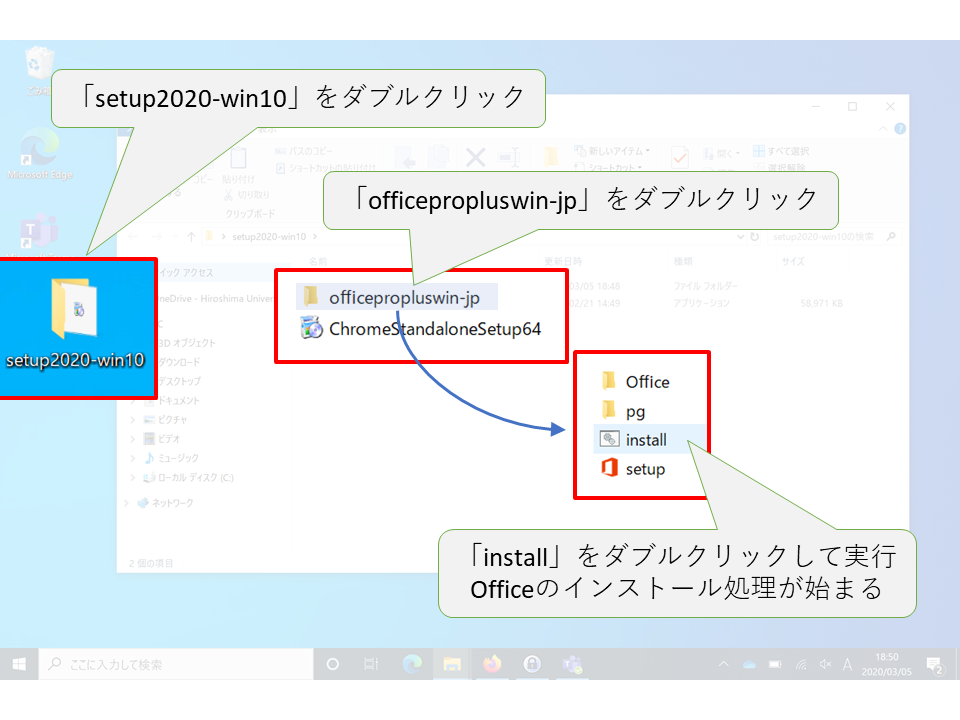 「setup2020-win10」をダブルクリック
「officepropluswin-jp」をダブルクリック
setup2020-win10
officepropluswin-jp
ChromeStandaloneSetup64
Office
pg
install
setup
「install」をダブルクリックして実行
Officeのインストール処理が始まる
Microsoft Edge
パスのコピー
ショートカットの貼り付け
コピー
貼り付け
切り取り
クリップボード
新しいアイテム
ショートカット
開く
すべて選択
選択解除
setup2020-win10
setup2020-win10の検索
名前
更新日時
種類
サイズ
クイック アクセス
OneDrive - Hiroshima Univer
3D オブジェクト
ダウンロード
デスクトップ
ドキュメント
ピクチャ
ビデオ
ミュージック
ローカル ディスク (C:)
ネットワーク
/03/05 18:48
ファイル フォルダー
/02/21 14:49
アプリケーション
58,971 KB
2 個の項目
ここに入力して検索
A
18:50
2020/03/05
2